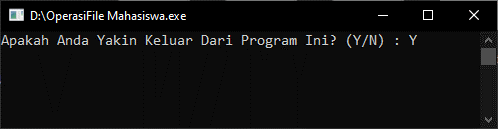 D:\OperasiFile Mahasiswa.exe
Apakah Anda Yakin Keluar Dari Program Ini? (Y/N) : Y